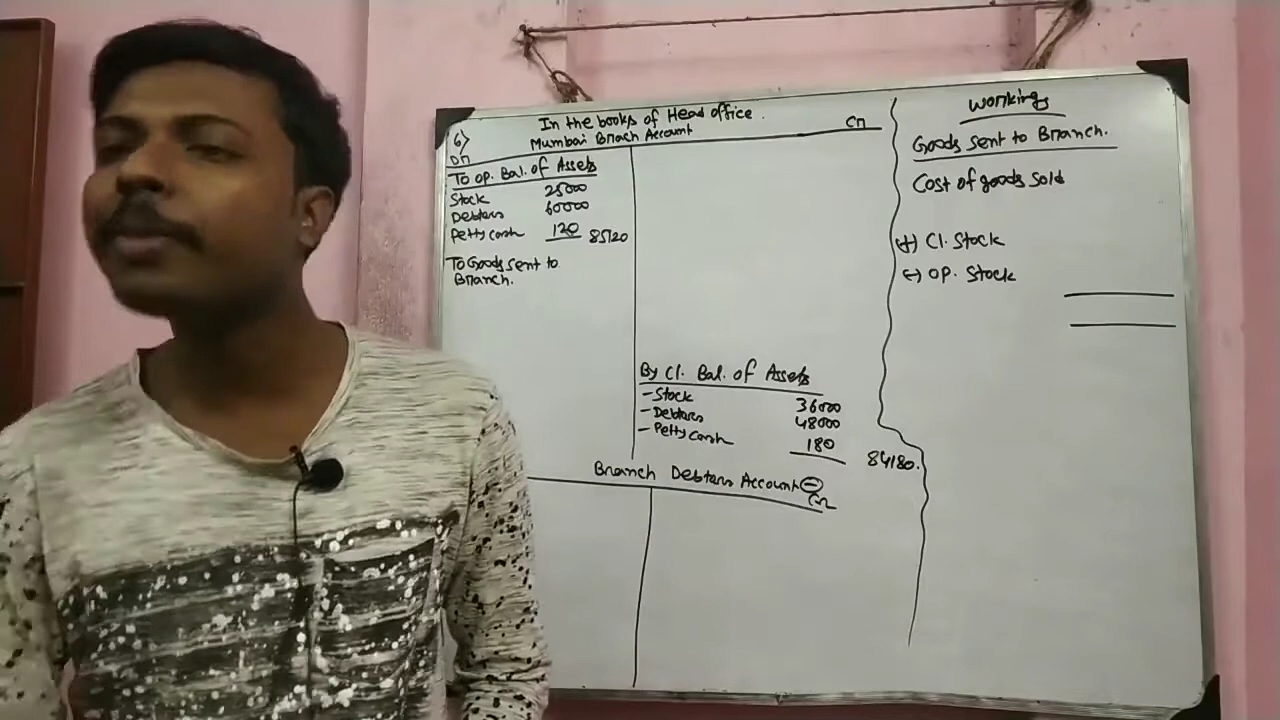 In the books of Head office.
6)
Mumbai Brnach Account
Dr
Cr
To Op. Bal. of Assets
Stock 25000
Debtors 60000
Petty cash 120 85120
To Goods sent to
Branch.
By Cl. Bal. of Assets
- Stock 36000
- Debtors 48000
- Petty cash 180
84180.
Branch Debtors Account
Cr
Working
Goods sent to Branch.
Cost of goods sold
(+) Cl. Stock
(-) Op. Stock